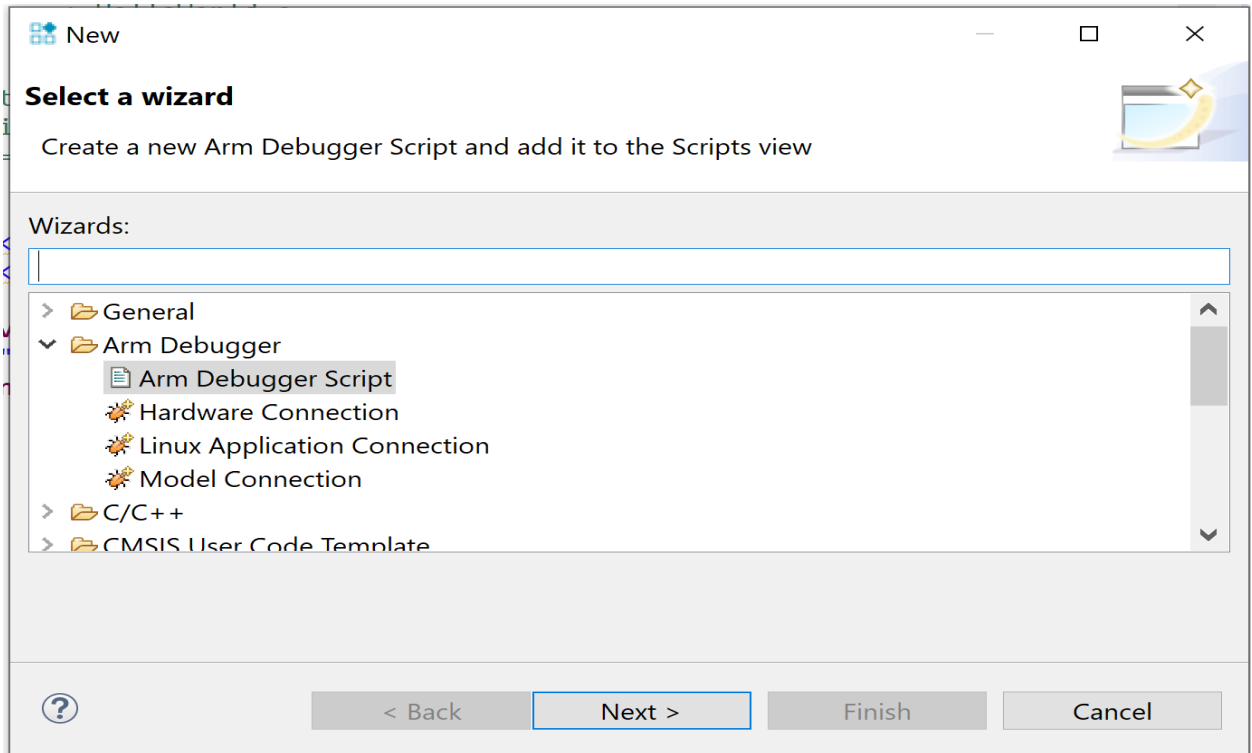 New
Select a wizard
Create a new Arm Debugger Script and add it to the Scripts view
Wizards:
General
Arm Debugger
Arm Debugger Script
Hardware Connection
Linux Application Connection
Model Connection
C/C++
CMSIS User Code Template
?
< Back
Next >
Finish
Cancel